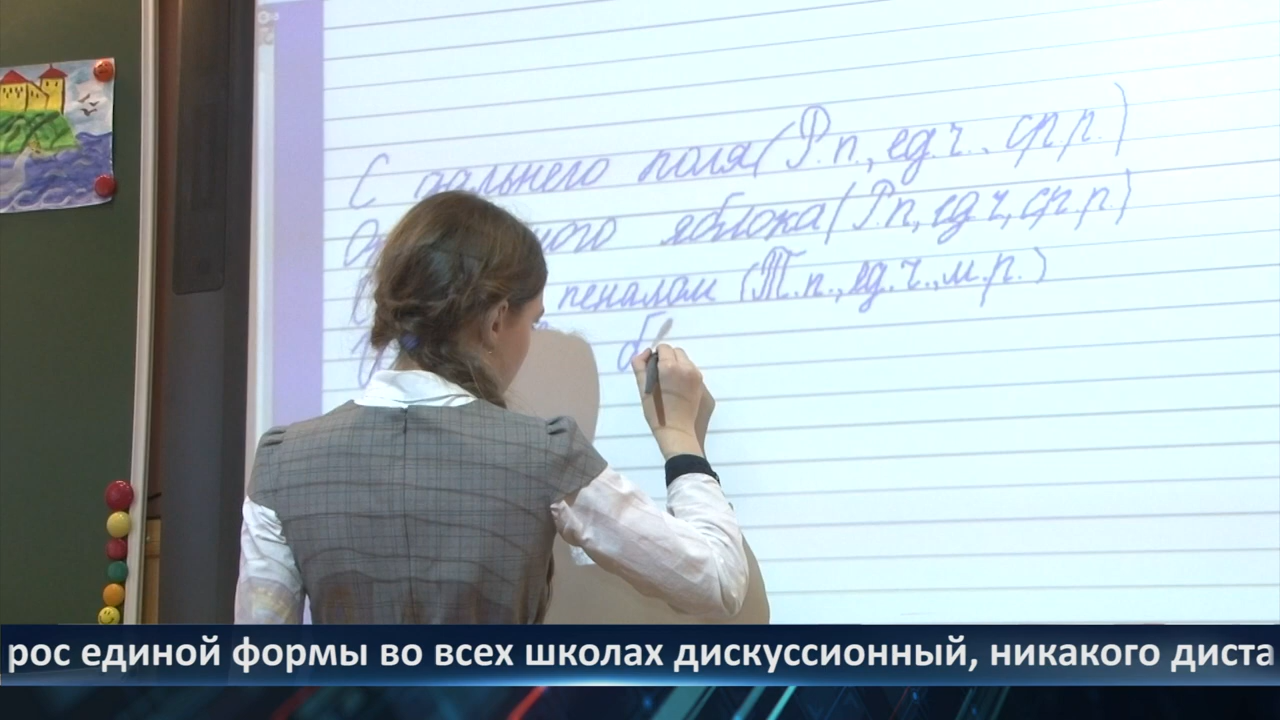 С дальнего поля (Р.п., ед.ч., ср.р.)
яблока (Р.п, ед.ч, ср.р.)
пеналом (Т.п., ед.ч., м.р.)
рос единой формы во всех школах дискуссионный, никакого диста